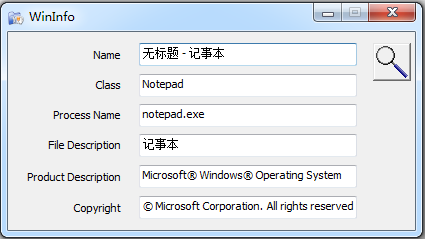 WinInfo
Name 无标题 - 记事本
Class Notepad
Process Name notepad.exe
File Description 记事本
Product Description Microsoft® Windows® Operating System
Copyright © Microsoft Corporation. All rights reserved